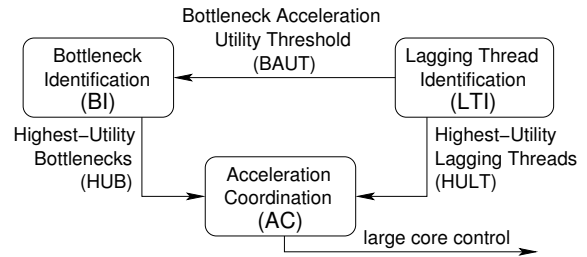 Bottleneck Acceleration
Utility Threshold
(BAUT)
Bottleneck
Identification
(BI)
Lagging Thread
Identification
(LTI)
Highest−Utility
Bottlenecks
(HUB)
Highest−Utility
Lagging Threads
(HULT)
Acceleration
Coordination
(AC)
large core control